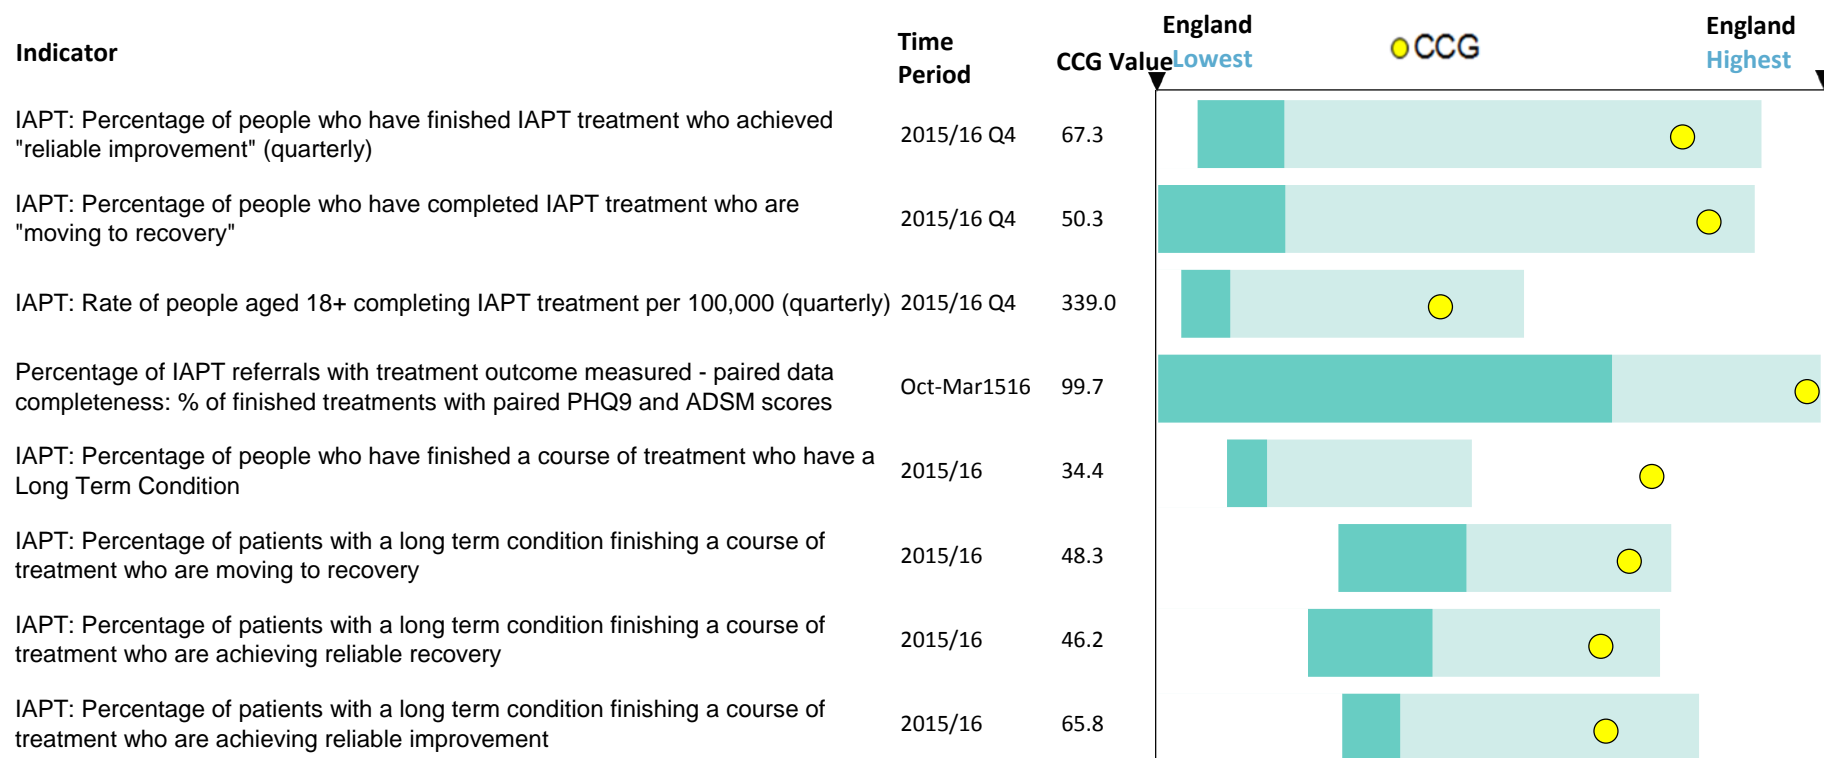 Indicator
Time
Period
CCG Value
England
Lowest
CCG
England
Highest
IAPT: Percentage of people who have finished IAPT treatment who achieved
"reliable improvement" (quarterly)
2015/16 Q4
67.3
IAPT: Percentage of people who have completed IAPT treatment who are
"moving to recovery"
2015/16 Q4
50.3
IAPT: Rate of people aged 18+ completing IAPT treatment per 100,000 (quarterly)
2015/16 Q4
339.0
Percentage of IAPT referrals with treatment outcome measured - paired data
completeness: % of finished treatments with paired PHQ9 and ADSM scores
Oct-Mar1516
99.7
IAPT: Percentage of people who have finished a course of treatment who have a
Long Term Condition
2015/16
34.4
IAPT: Percentage of patients with a long term condition finishing a course of
treatment who are moving to recovery
2015/16
48.3
IAPT: Percentage of patients with a long term condition finishing a course of
treatment who are achieving reliable recovery
2015/16
46.2
IAPT: Percentage of patients with a long term condition finishing a course of
treatment who are achieving reliable improvement
2015/16
65.8